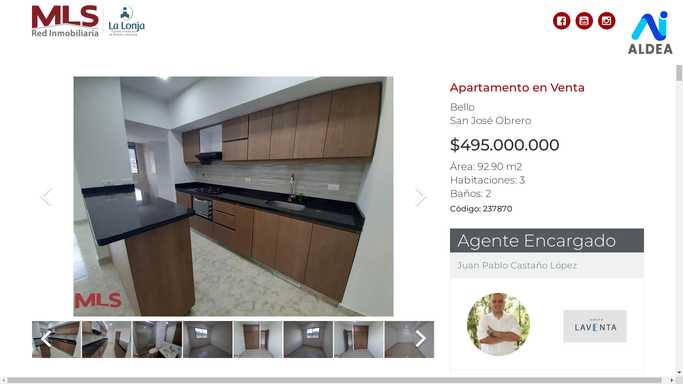 MLS
Red Inmobiliaria
La Lonja
ALDEA
Apartamento en Venta
Bello
San José Obrero
$495.000.000
Área: 92.90 m2
Habitaciones: 3
Baños: 2
Código: 237870
MLS
Agente Encargado
Juan Pablo Castaño López
LAVENTA